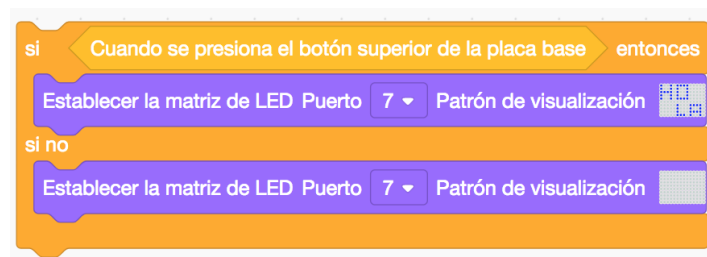 si Cuando se presiona el botón superior de la placa base entonces
Establecer la matriz de LED Puerto 7 Patrón de visualización HO
LA
si no
Establecer la matriz de LED Puerto 7 Patrón de visualización